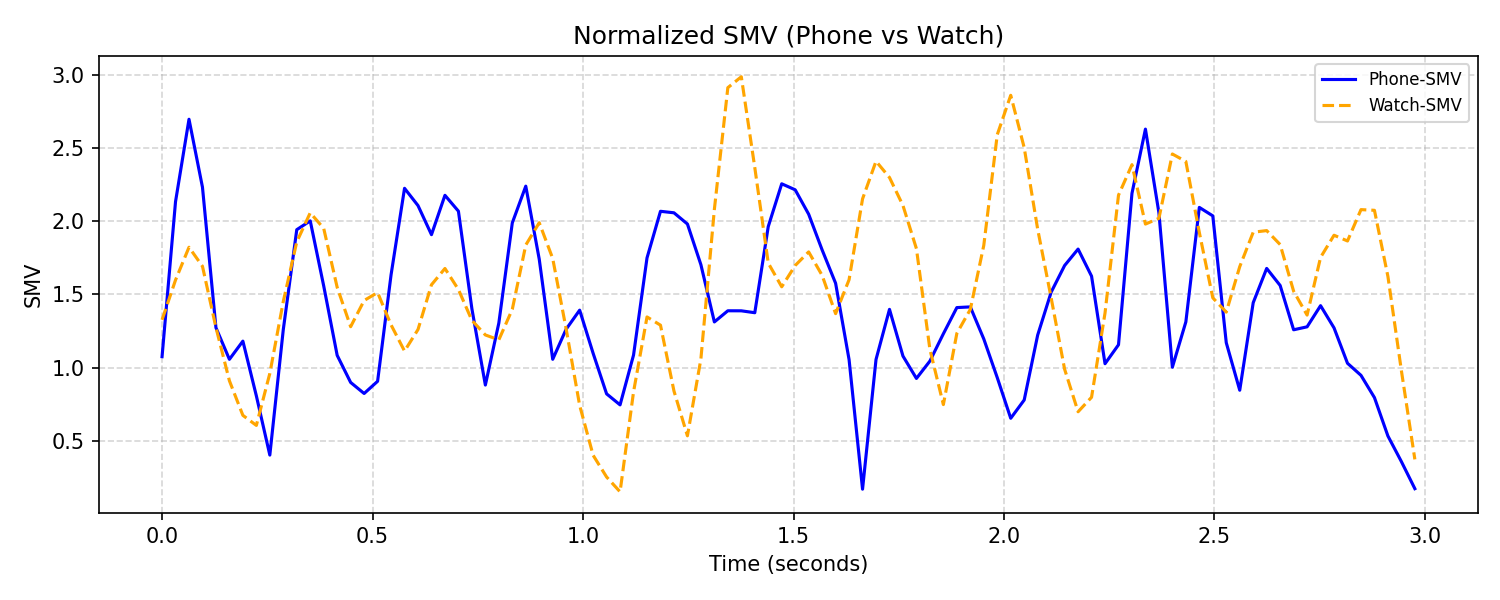 Normalized SMV (Phone vs Watch)
Phone-SMV
Watch-SMV
SMV
3.0
2.5
2.0
1.5
1.0
0.5
0.0 0.5 1.0 1.5 2.0 2.5 3.0
Time (seconds)